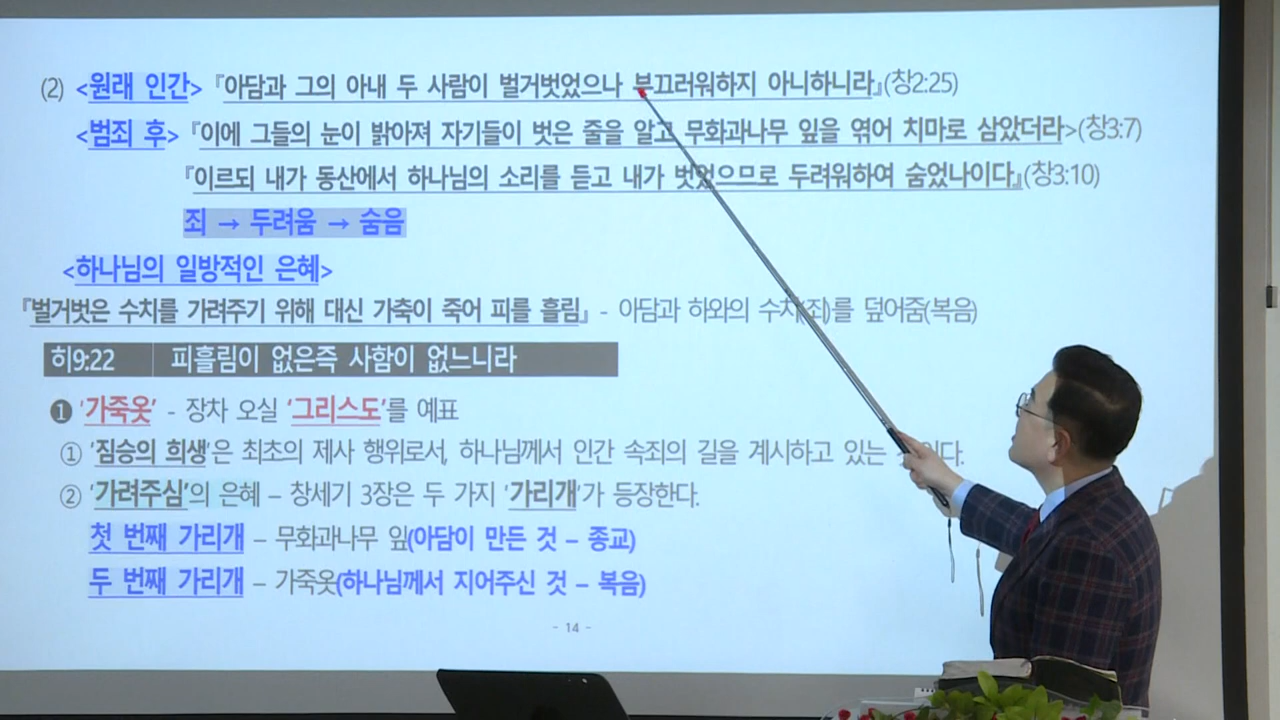 (2) <원래 인간> 『아담과 그의 아내 두 사람이 벌거벗었으나 부끄러워하지 아니하니라』(창2:25)
<범죄 후> 『이에 그들의 눈이 밝아져 자기들이 벗은 줄을 알고 무화과나무 잎을 엮어 치마로 삼았더라>(창3:7)
『이르되 내가 동산에서 하나님의 소리를 듣고 내가 벗었으므로 두려워하여 숨었나이다』(창3:10)
죄 → 두려움 → 숨음
<하나님의 일방적인 은혜>
『벌거벗은 수치를 가려주기 위해 대신 가축이 죽어 피를 흘림』 - 아담과 하와의 수치(죄)를 덮어줌(복음)
히9:22 피흘림이 없은즉 사함이 없느니라
❶ '가죽옷' - 장차 오실 '그리스도'를 예표
① '짐승의 희생'은 최초의 제사 행위로서, 하나님께서 인간 속죄의 길을 계시하고 있는
② '가려주심'의 은혜 – 창세기 3장은 두 가지 '가리개'가 등장한다.
첫 번째 가리개 – 무화과나무 잎(아담이 만든 것 – 종교)
두 번째 가리개 – 가죽옷(하나님께서 지어주신 것 – 복음)
- 14 -